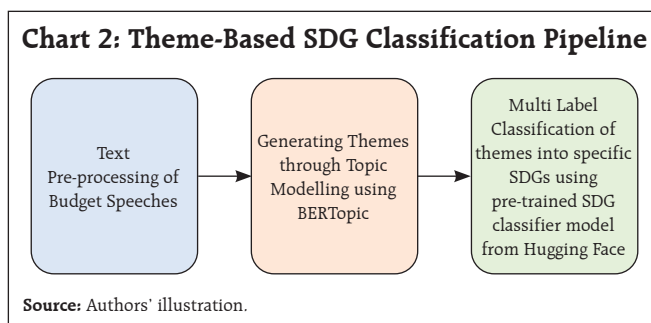 Chart 2: Theme-Based SDG Classification Pipeline
Text
Pre-processing of
Budget Speeches
Generating Themes
through Topic
Modelling using
BERTopic
Multi Label
Classification of
themes into specific
SDGs using
pre-trained SDG
classifier model
from Hugging Face
Source: Authors' illustration.